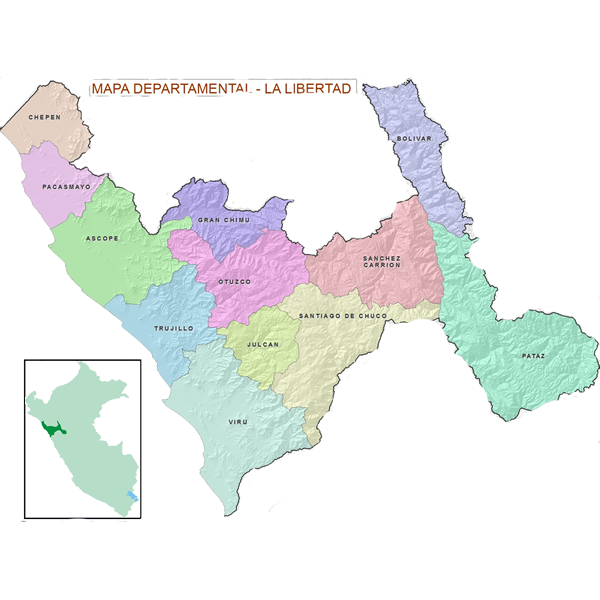 MAPA DEPARTAMENTAL - LA LIBERTAD
CHEPEN
BOLIVAR
PACASMAYO
GRAN CHIMU
ASCOPE
SANCHEZ
CARRION
OTUZCO
SANTIAGO DE CHUCO
TRUJILLO
JULCAN
PATAZ
VIRU